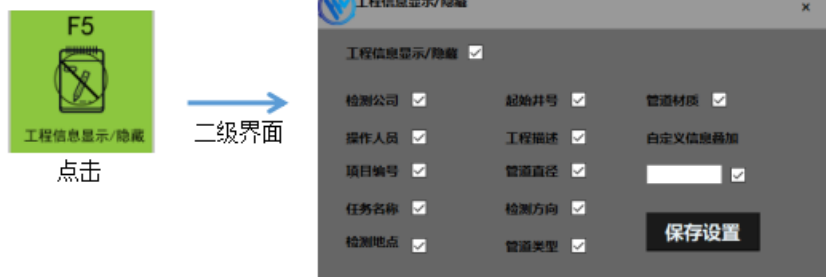 F5
工程信息显示/隐藏
点击
二级界面
工程信息显示/隐藏
×
工程信息显示/隐藏
检测公司 起始井号 管道材质
操作人员 工程描述 自定义信息叠加
项目编号 管道直径
任务名称 检测方向
检测地点 管道类型
保存设置